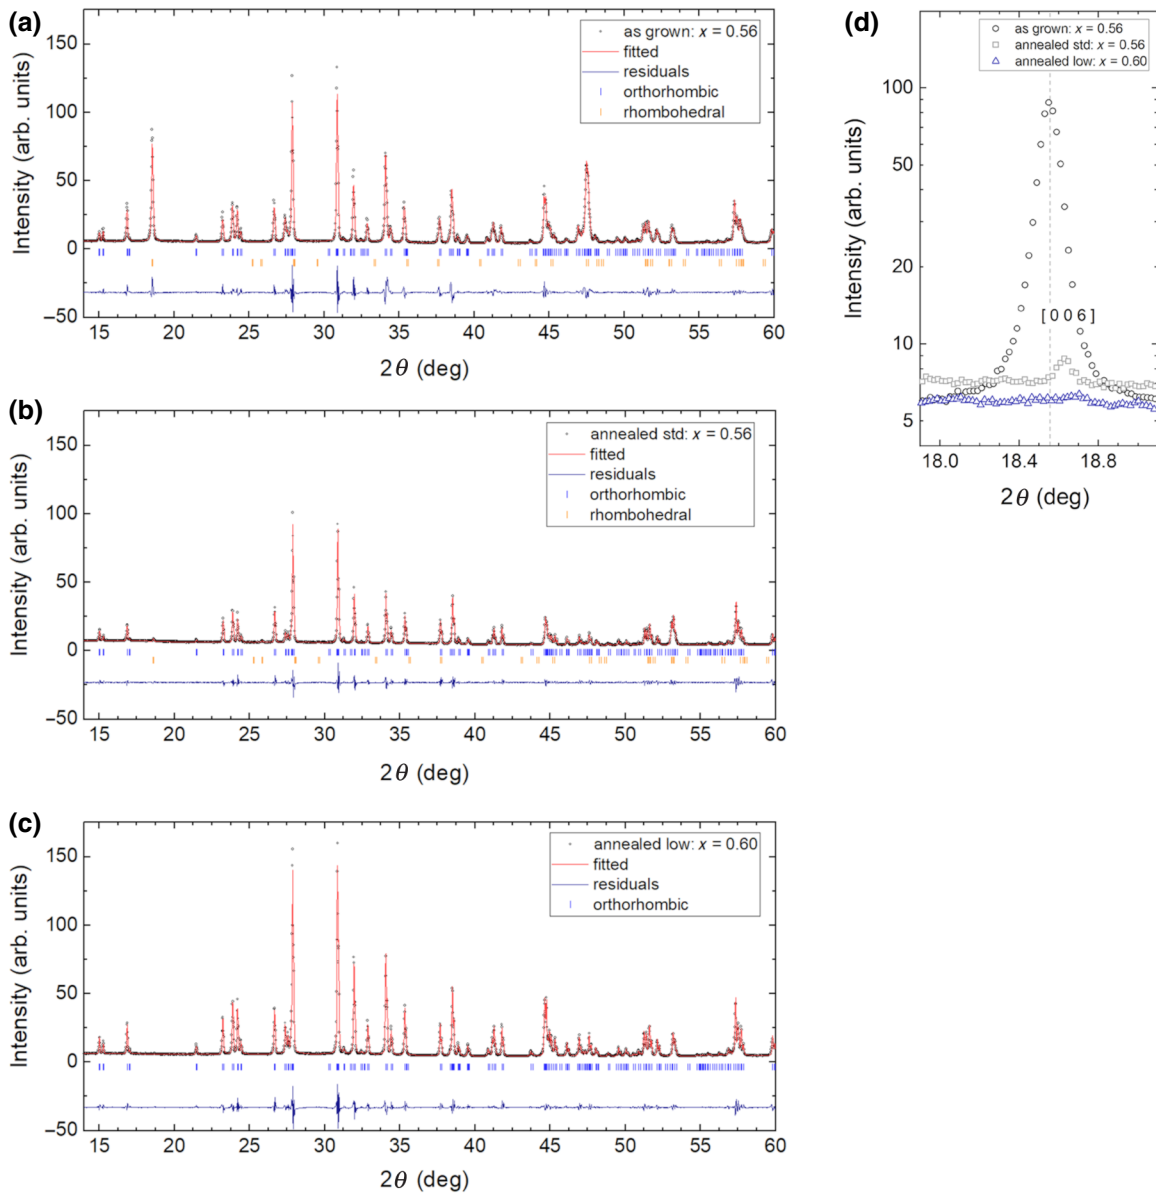 (a)
150
100
50
0
−50
Intensity (arb. units)
as grown: x = 0.56
fitted
residuals
orthorhombic
rhombohedral
15 20 25 30 35 40 45 50 55 60
2θ (deg)
(b)
150
100
50
0
−50
Intensity (arb. units)
annealed std: x = 0.56
fitted
residuals
orthorhombic
rhombohedral
15 20 25 30 35 40 45 50 55 60
2θ (deg)
(c)
150
100
50
0
−50
Intensity (arb. units)
annealed low: x = 0.60
fitted
residuals
orthorhombic
15 20 25 30 35 40 45 50 55 60
2θ (deg)
(d)
as grown: x = 0.56
annealed std: x = 0.56
annealed low: x = 0.60
100
50
20
10
5
Intensity (arb. units)
[0 0 6]
18.0 18.4 18.8
2θ (deg)